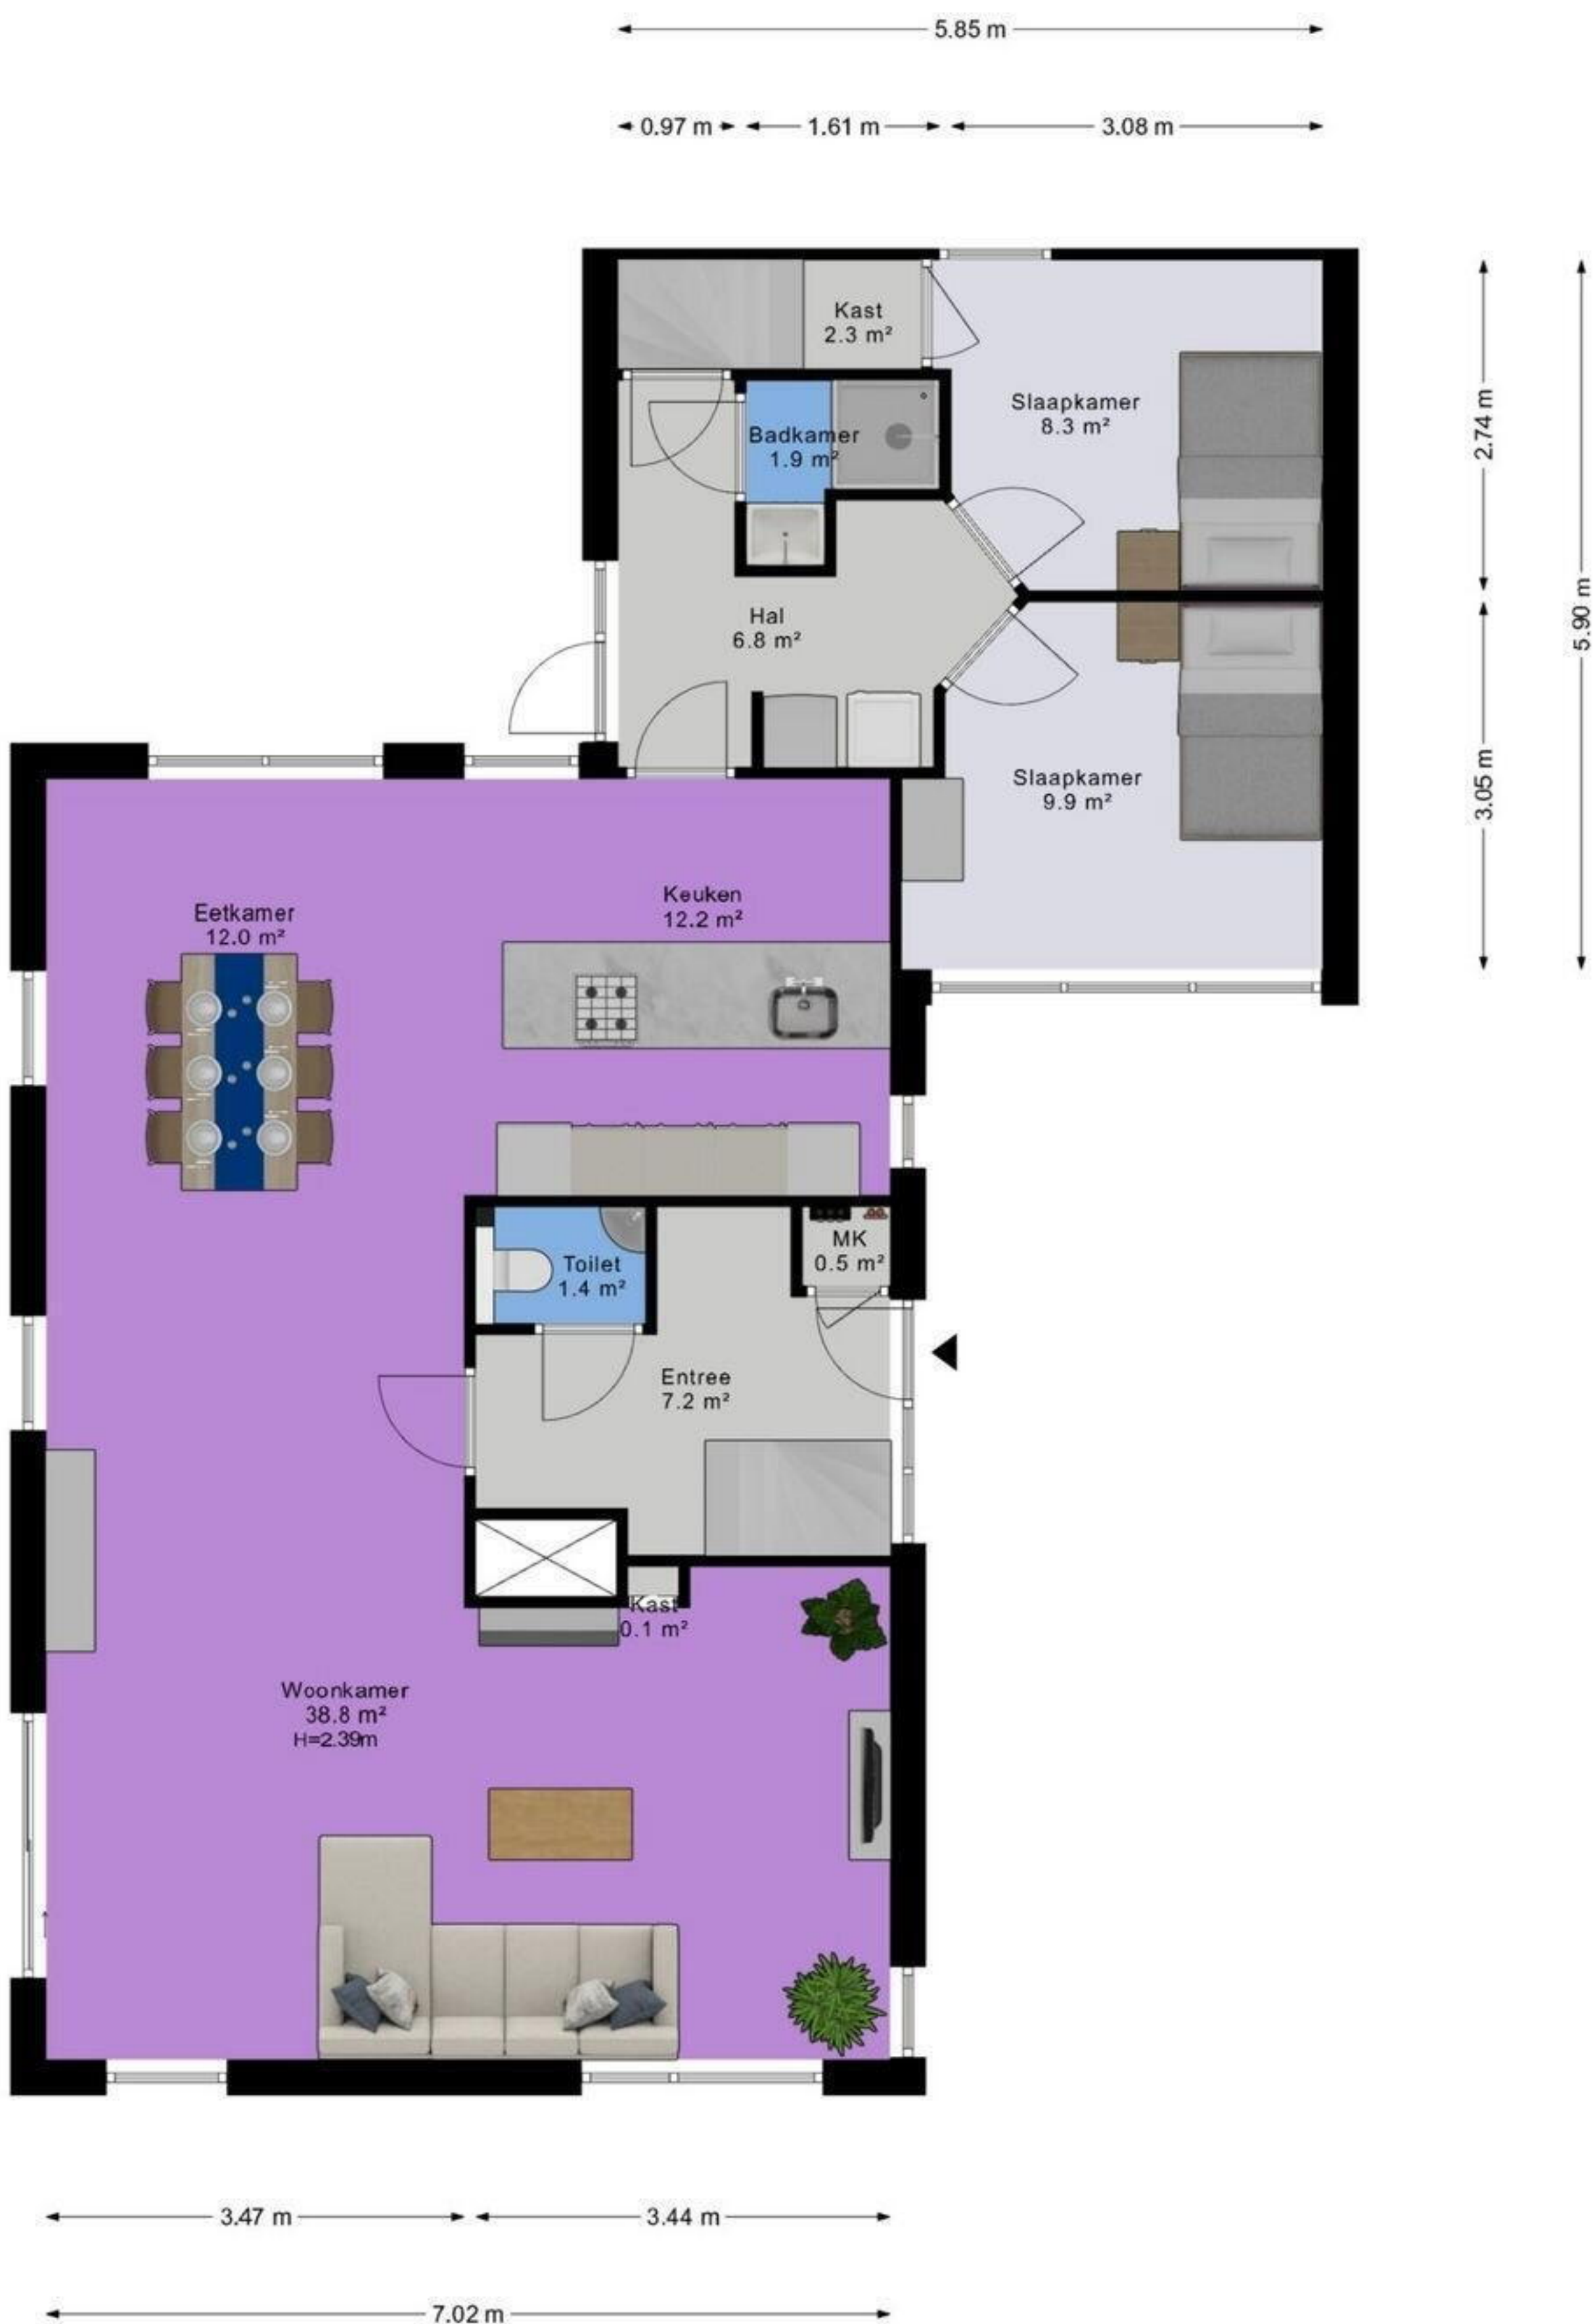 5.85 m
0.97 m
1.61 m
3.08 m
Kast
2.3 m²
Slaapkamer
8.3 m²
Badkamer
1.9 m²
2.74 m
5.90 m
Hal
6.8 m²
Slaapkamer
9.9 m²
3.05 m
Keuken
12.2 m²
Eetkamer
12.0 m²
Toilet
1.4 m²
MK
0.5 m²
Entree
7.2 m²
Kast
0.1 m²
Woonkamer
38.8 m²
H=2.39m
3.47 m
3.44 m
7.02 m